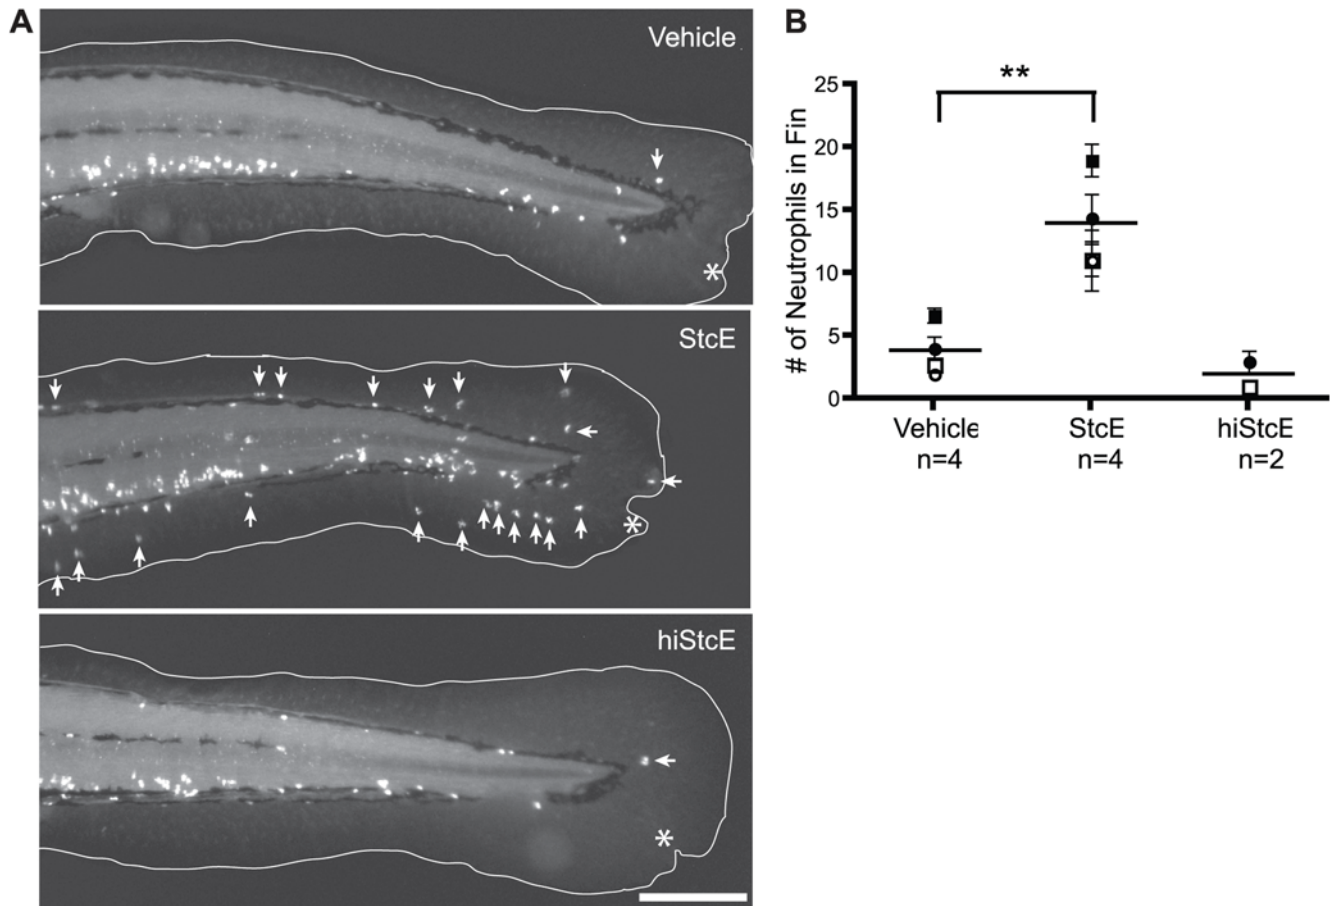 A
Vehicle
*
StcE
*
hiStcE
*
B
**
# of Neutrophils in Fin
25
20
15
10
5
0
Vehicle StcE hiStcE
n=4 n=4 n=2